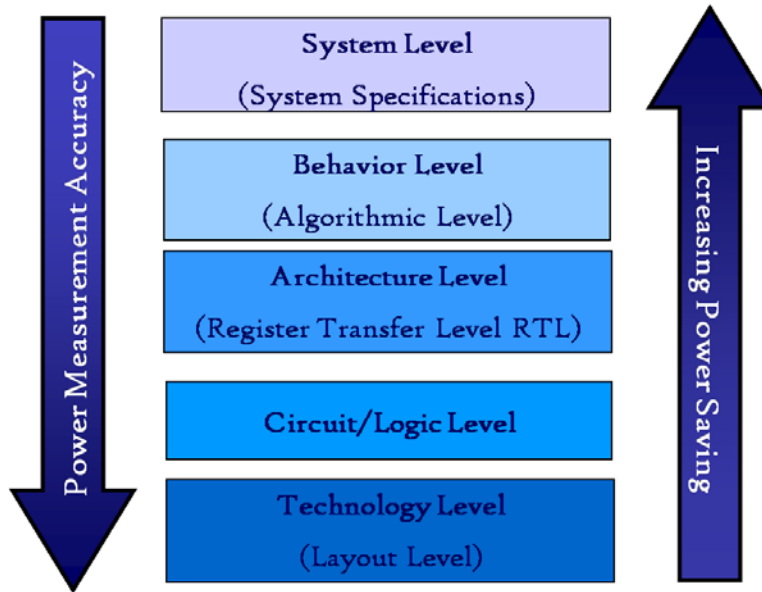 System Level
(System Specifications)
Behavior Level
(Algorithmic Level)
Architecture Level
(Register Transfer Level RTL)
Circuit/Logic Level
Technology Level
(Layout Level)
Power Measurement Accuracy
Increasing Power Saving